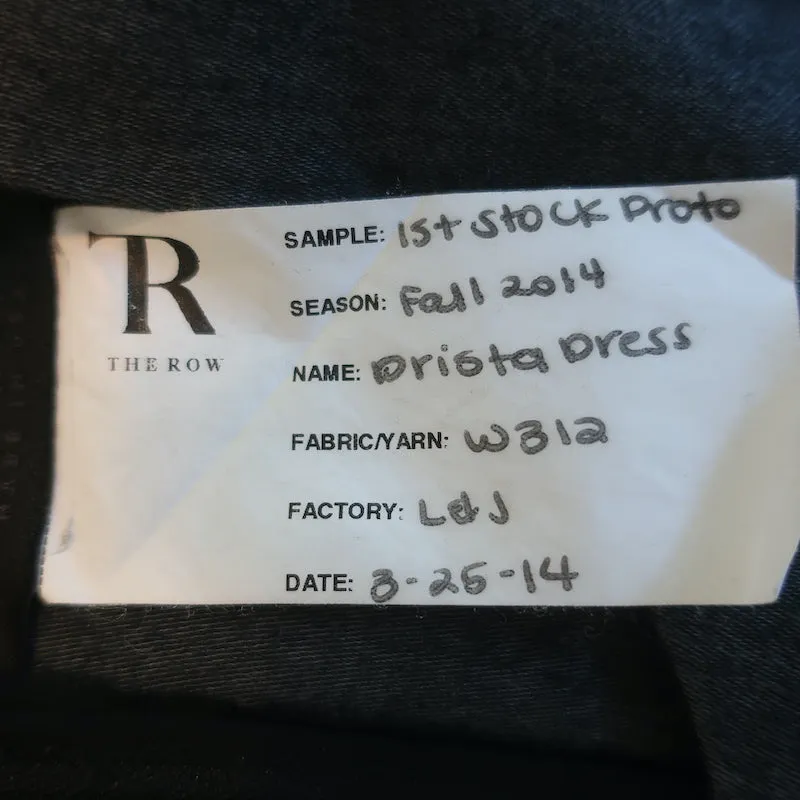 R
THE ROW
SAMPLE: 1st Stock Proto
SEASON: Fall 2014
NAME: Drista Dress
FABRIC/YARN: W312
FACTORY: L&J
DATE: 3-25-14